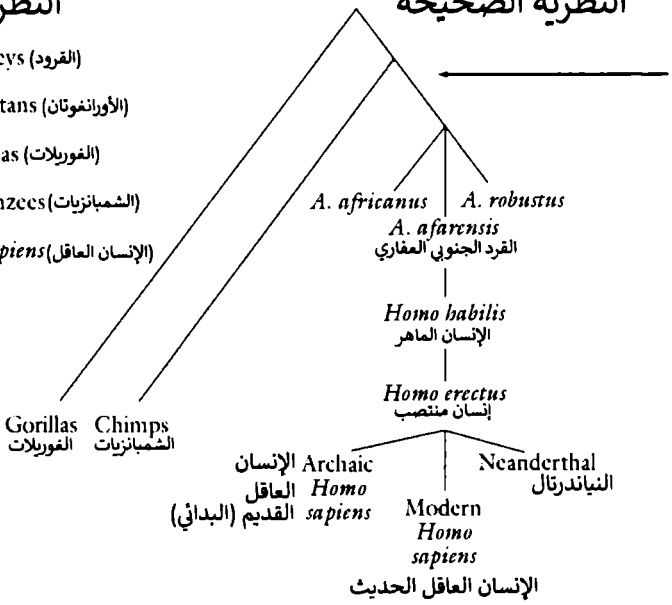 النظرية الصحيحة
(القرود)
(الأورانغوتان)
(الغوريلات)
(الشمبانزيات)
(الإنسان العاقل)
A. africanus
A. robustus
A. afarensis
القرد الجنوبي العفاري
Homo habilis
الإنسان الماهر
Homo erectus
إنسان منتصب
Gorillas
الغوريلات
Chimps
الشمبانزيات
Archaic
Homo
sapiens
الإنسان
العاقل
القديم (البدائي)
Modern
Homo
sapiens
الإنسان العاقل الحديث
Neanderthal
النياندرتال